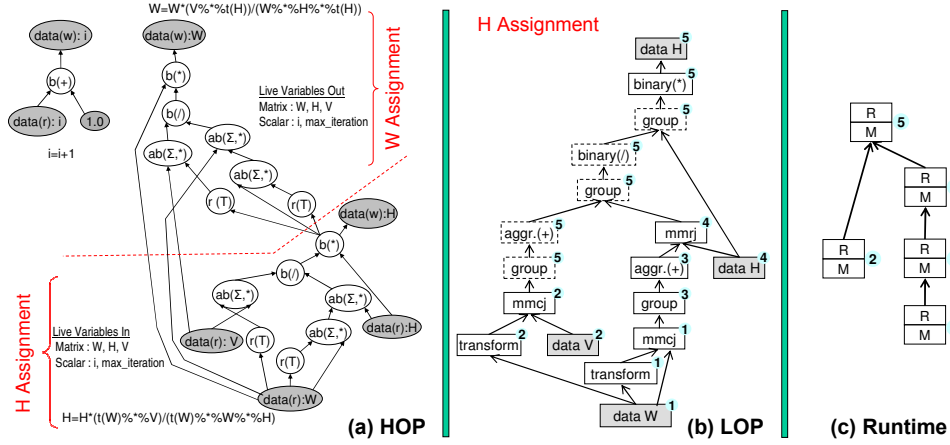 W=W*(V%*%t(H))/(W%*%H%*%t(H))
data(w): i
b(+)
data(r): i
1.0
i=i+1
data(w):W
b(*)
b(/)
ab(Σ,*)
ab(Σ,*)
ab(Σ,*)
r (T)
r(T)
Live Variables Out
Matrix : W, H, V
Scalar : i, max_iteration
W Assignment
data(w):H
b(*)
b(/)
ab(Σ,*)
ab(Σ,*)
ab(Σ,*)
data(r):H
data(r): V
r(T)
r(T)
data(r):W
H Assignment
Live Variables In
Matrix : W, H, V
Scalar : i, max_iteration
H=H*(t(W)%*%V)/(t(W)%*%W%*%H)
(a) HOP
H Assignment
data H 5
binary(*) 5
group 5
binary(/) 5
group 5
aggr.(+) 5
mmrj 4
group 5
aggr.(+) 3
data H 4
mmcj 2
group 3
transform 2
data V 2
mmcj 1
transform 1
data W 1
(b) LOP
R
M
5
R
M
R
M
2
R
M
R
M
(c) Runtime